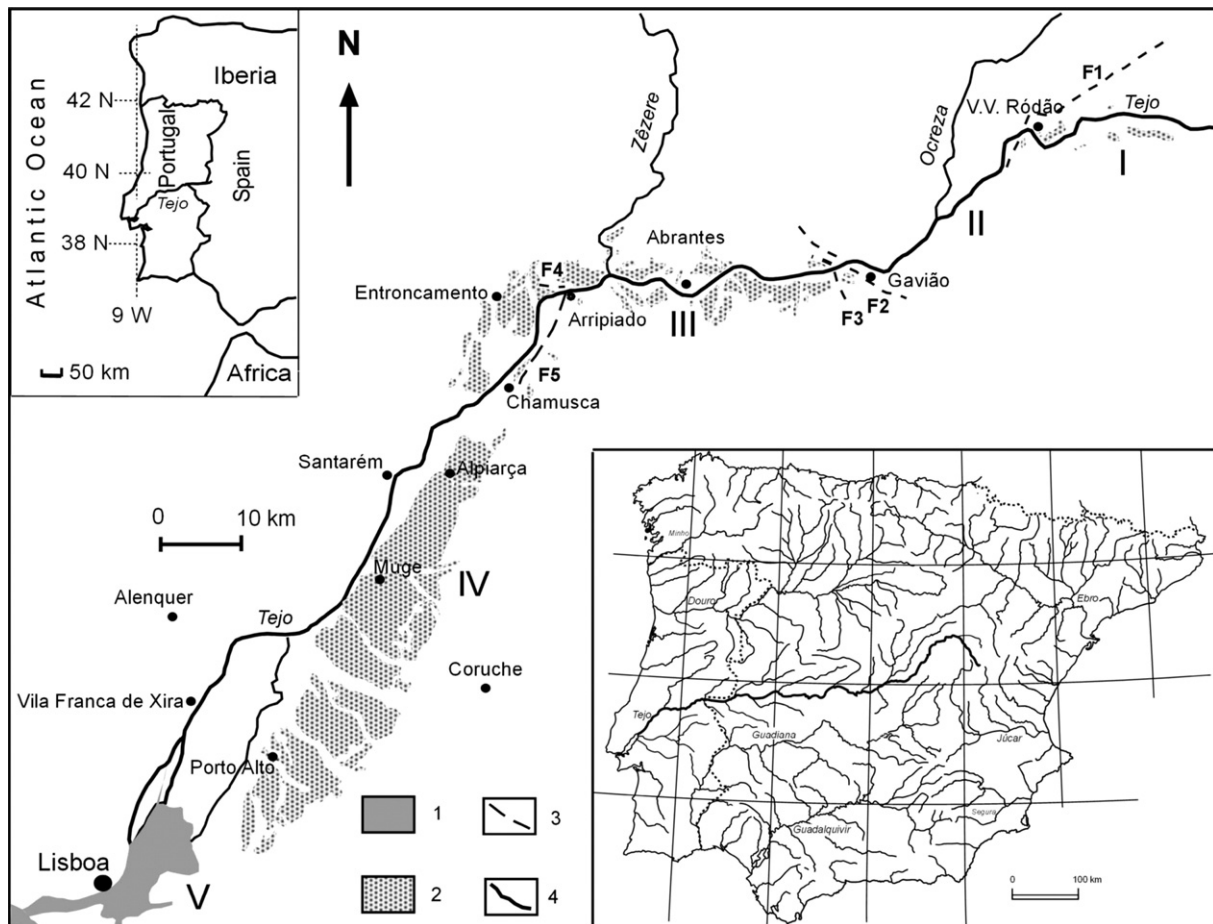 Iberia
42 N
Portugal
Spain
40 N
Tejo
38 N
9 W
50 km
Africa
Atlantic Ocean
N
Zêzere
Ocreza
F1
V.V. Ródão
Tejo
I
II
Abrantes
Gavião
F4
Entroncamento
Arripiado
III
F3
F2
F5
Chamusca
Santarém
Alpiarça
0 10 km
Muge
IV
Alenquer
Tejo
Coruche
Vila Franca de Xira
Porto Alto
1
3
2
4
Lisboa
V
Minho
Douro
Ebro
Tejo
Guadiana
Júcar
Segura
Guadalquivir
0 100 km